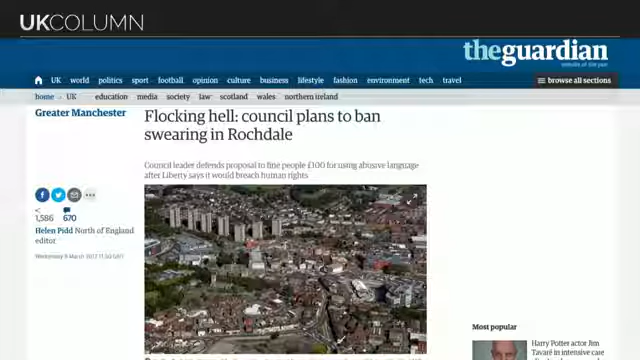 UKCOLUMN
theguardian
UK world politics sport football opinion culture business lifestyle fashion environment tech travel
browse all sections
home UK education media society law scotland wales northern ireland
Greater Manchester
Flocking hell: council plans to ban
swearing in Rochdale
Council leader defends proposal to fine people £100 for using abusive language
after Liberty says it would breach human rights
1,586 670
Helen Pidd North of England
editor
Wednesday 8 March 2017
Most popular
Harry Potter actor Jim
Tavaré in intensive care